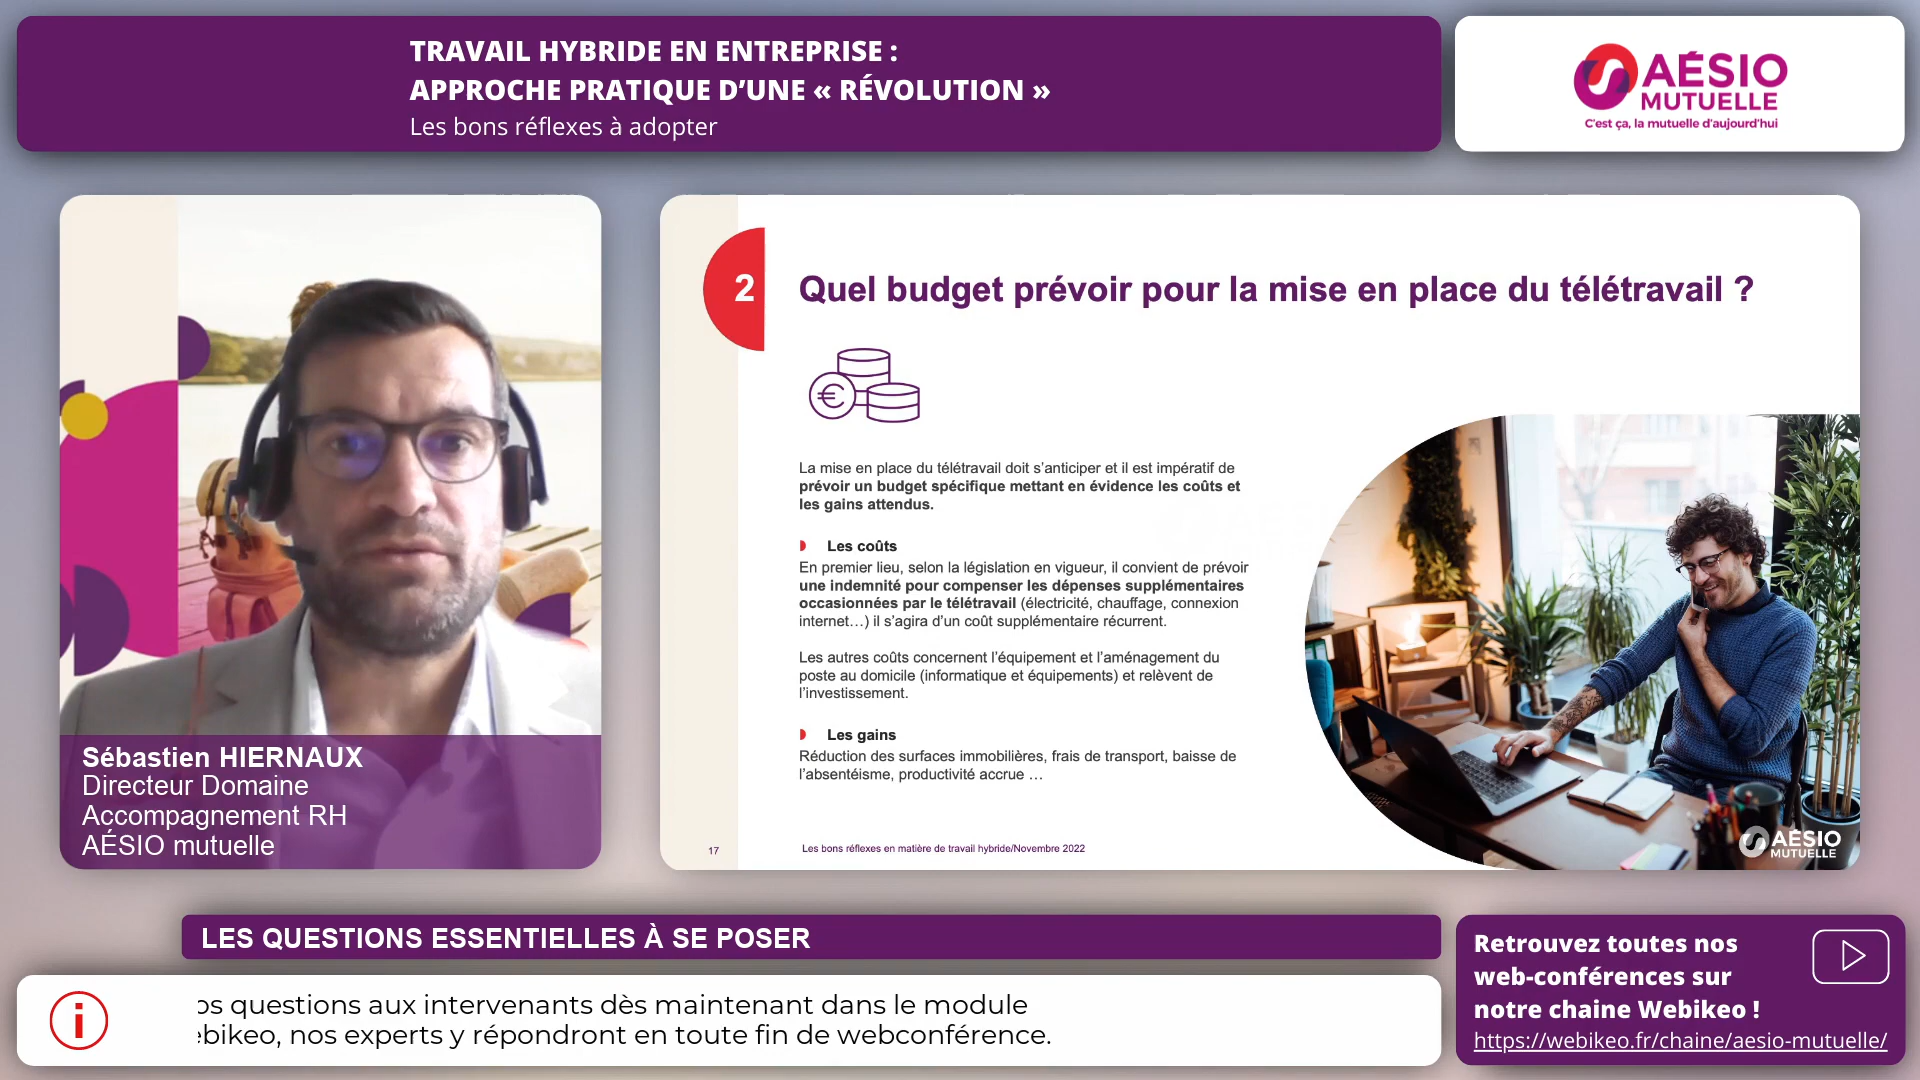 TRAVAIL HYBRIDE EN ENTREPRISE :
APPROCHE PRATIQUE D’UNE « RÉVOLUTION »
Les bons réflexes à adopter
AÉSIO
MUTUELLE
C'est ça, la mutuelle d'aujourd'hui
2
Quel budget prévoir pour la mise en place du télétravail ?
La mise en place du télétravail doit s’anticiper et il est impératif de
prévoir un budget spécifique mettant en évidence les coûts et
les gains attendus.
Les coûts
En premier lieu, selon la législation en vigueur, il convient de prévoir
une indemnité pour compenser les dépenses supplémentaires
occasionnées par le télétravail (électricité, chauffage, connexion
internet…) il s’agira d’un coût supplémentaire récurrent.
Les autres coûts concernent l’équipement et l’aménagement du
poste au domicile (informatique et équipements) et relèvent de
l’investissement.
Les gains
Réduction des surfaces immobilières, frais de transport, baisse de
l’absentéisme, productivité accrue …
17
Les bons réflexes en matière de travail hybride/Novembre 2022
AÉSIO
MUTUELLE
Sébastien HIERNAUX
Directeur Domaine
Accompagnement RH
AÉSIO mutuelle
LES QUESTIONS ESSENTIELLES À SE POSER
os questions aux intervenants dès maintenant dans le module
ebikeo, nos experts y répondront en toute fin de webconférence.
Retrouvez toutes nos
web-conférences sur
notre chaine Webikeo !
https://webikeo.fr/chaine/aesio-mutuelle/